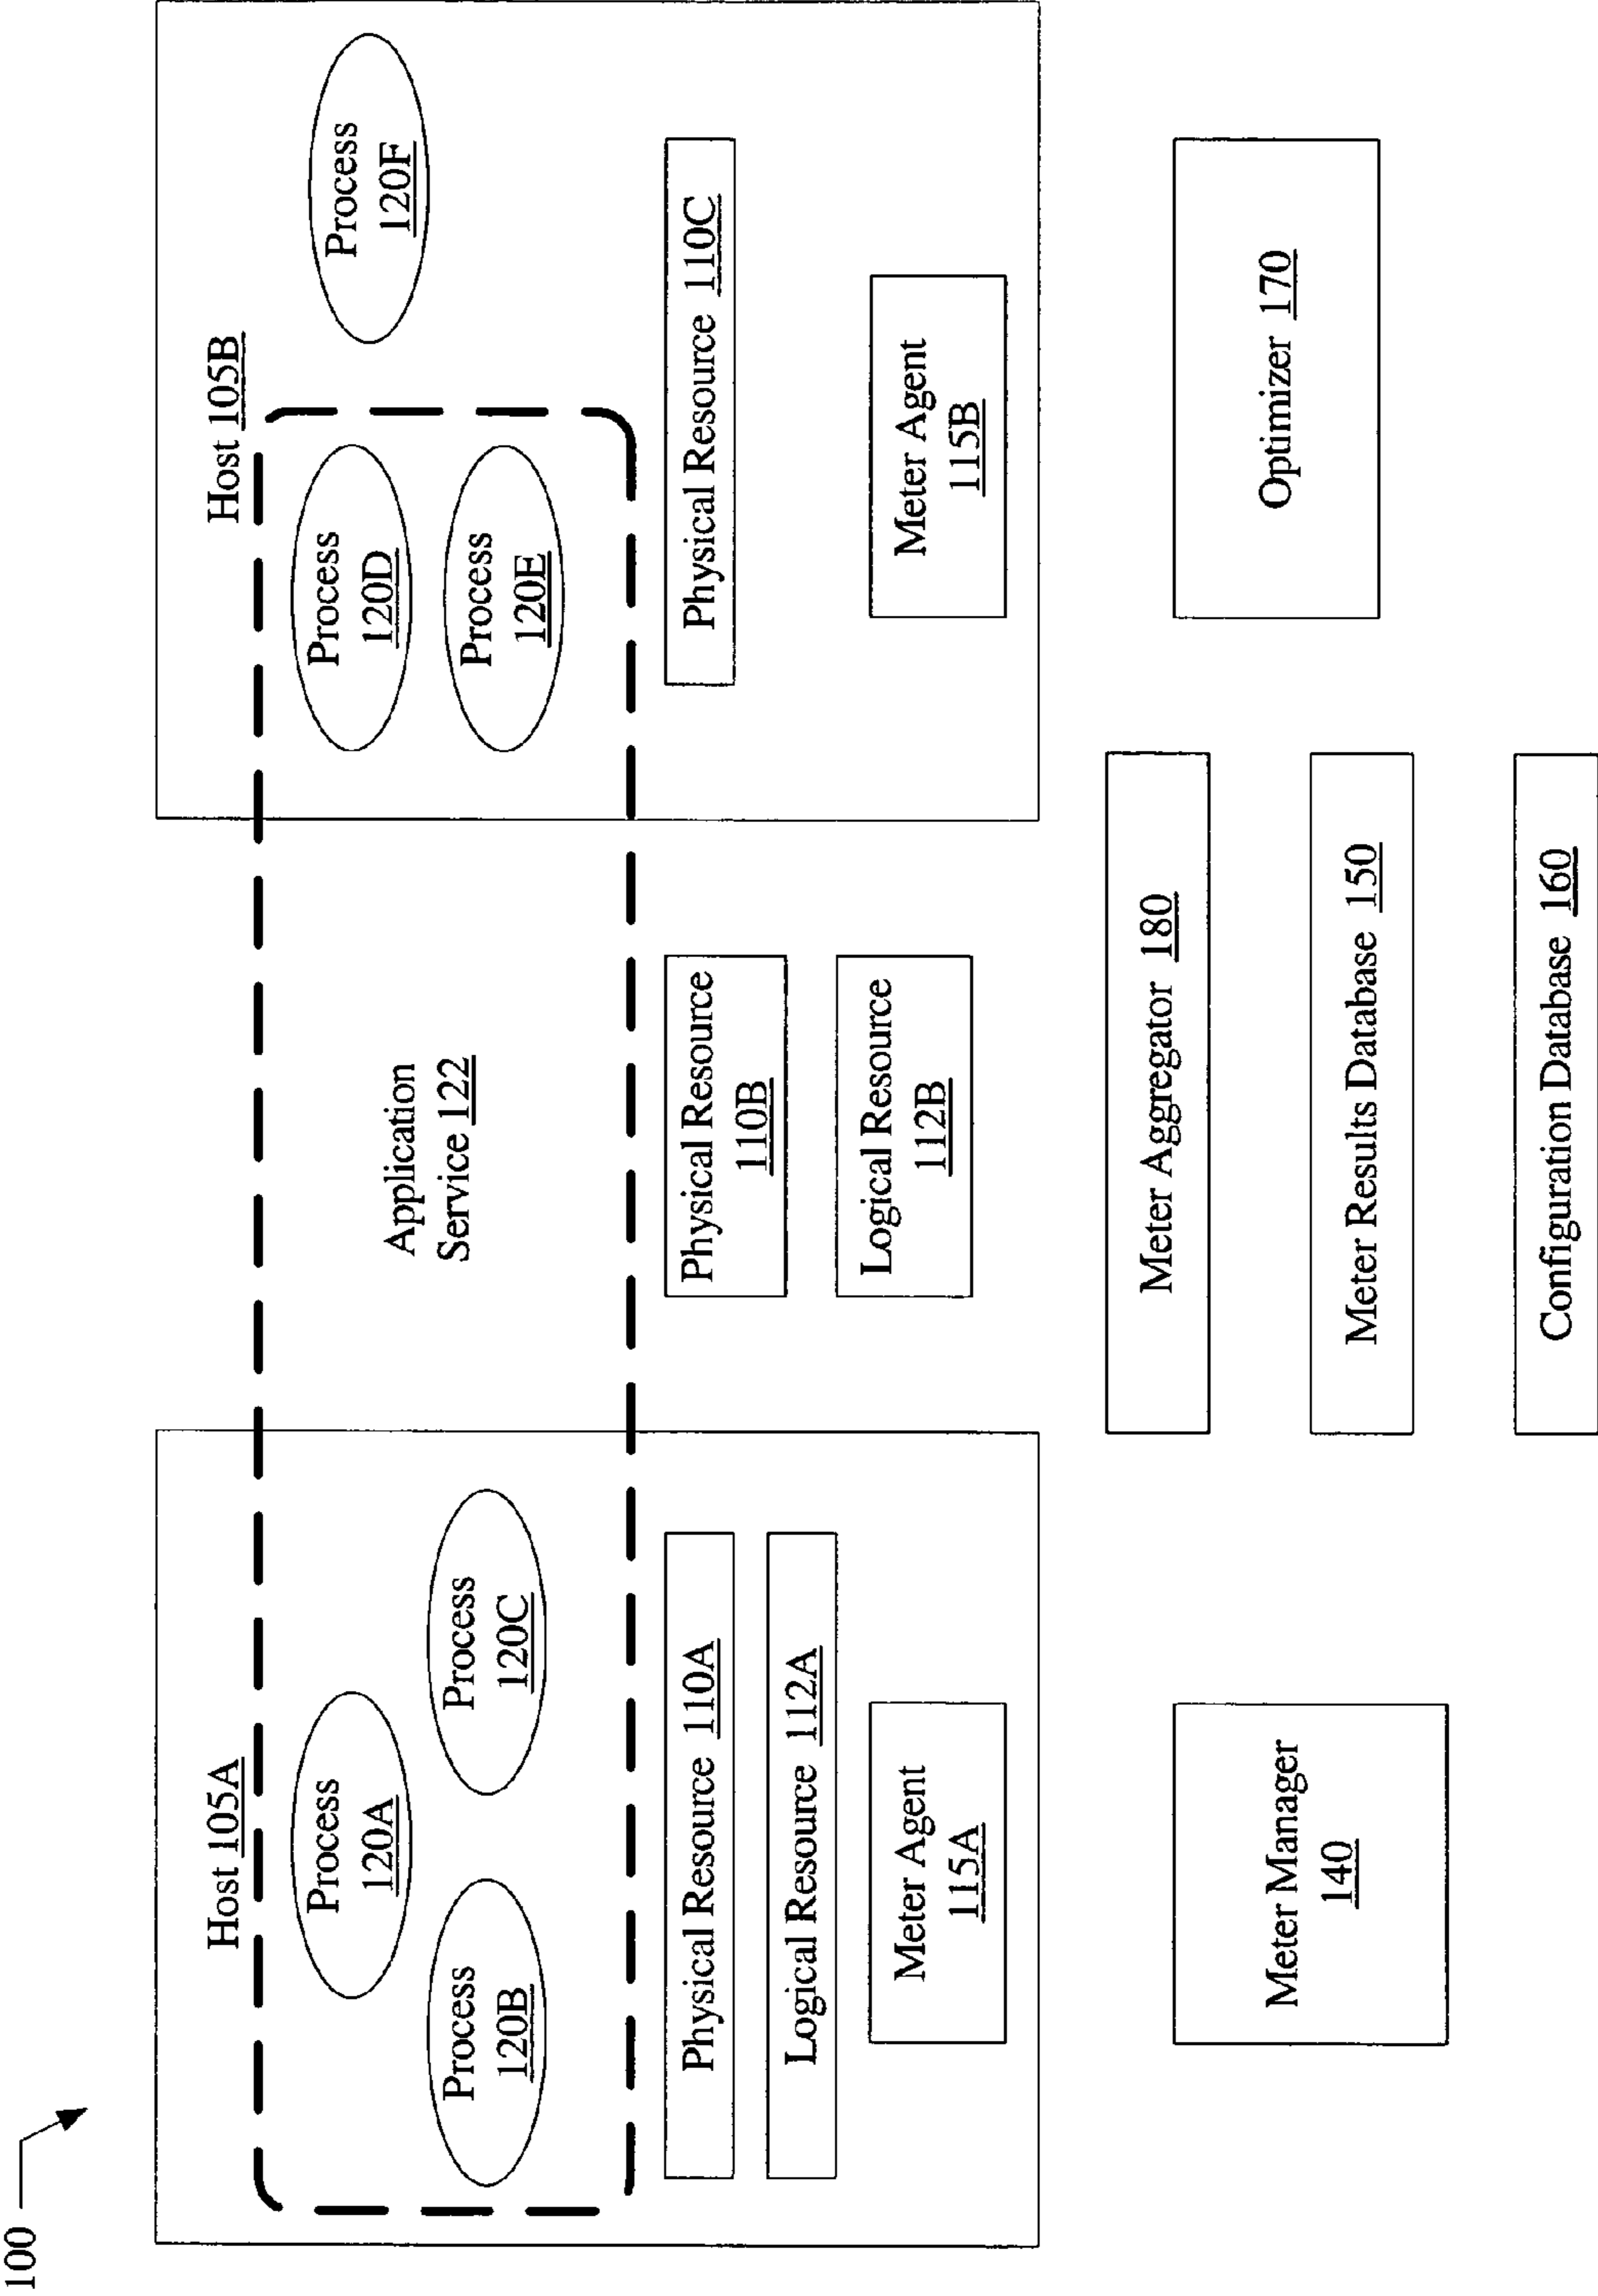 100
Host 105A
Process
120A
Process
120B
Process
120C
Physical Resource 110A
Logical Resource 112A
Meter Agent
115A
Application
Service 122
Physical Resource
110B
Logical Resource
112B
Host 105B
Process
120D
Process
120E
Process
120F
Physical Resource 110C
Meter Agent
115B
Meter Manager
140
Meter Aggregator 180
Meter Results Database 150
Configuration Database 160
Optimizer 170